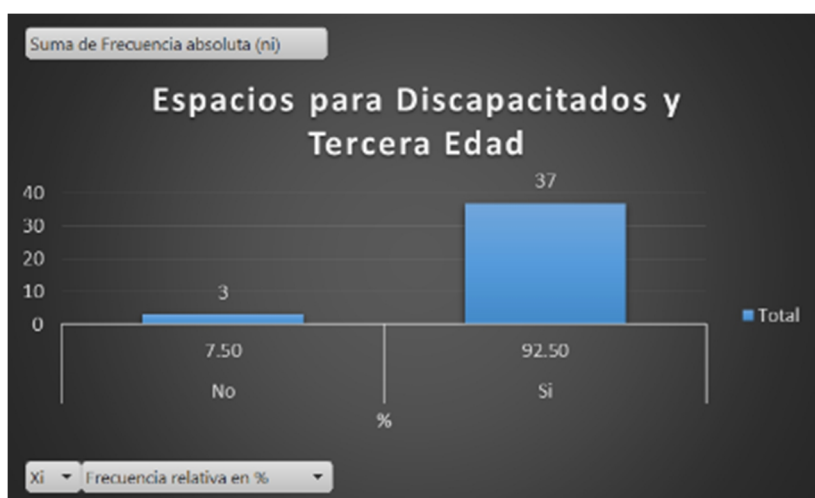 Suma de Frecuencia absoluta (ni)
Espacios para Discapacitados y
Tercera Edad
40
30
20
10
0
3
37
7.50
92.50
No
Si
%
Total
Xi
Frecuencia relativa en %